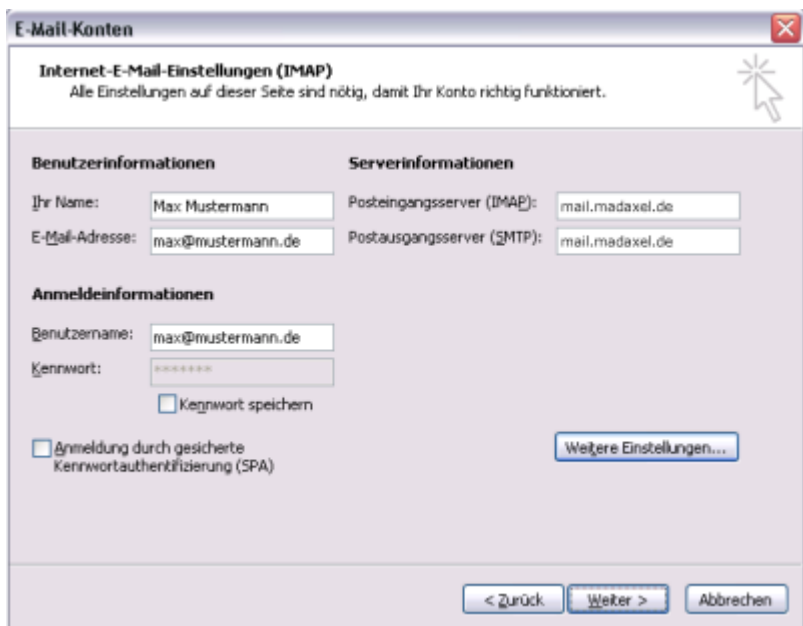 E-Mail-Konten
Internet-E-Mail-Einstellungen (IMAP)
Alle Einstellungen auf dieser Seite sind nötig, damit Ihr Konto richtig funktioniert.
Benutzerinformationen
Ihr Name: Max Mustermann
E-Mail-Adresse: max@mustermann.de
Serverinformationen
Posteingangsserver (IMAP): mail.madaxel.de
Postausgangsserver (SMTP): mail.madaxel.de
Anmeldeinformationen
Benutzername: max@mustermann.de
Kennwort: *******
Kennwort speichern
Anmeldung durch gesicherte
Kennwortauthentifizierung (SPA)
Weitere Einstellungen...
< Zurück
Weiter >
Abbrechen